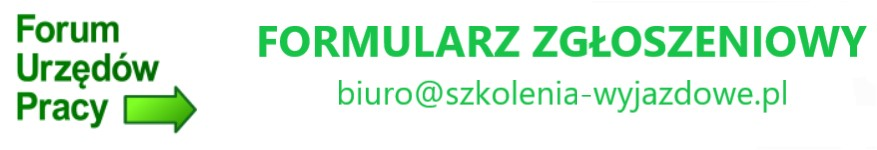 Forum
Urzędów
Pracy
FORMULARZ ZGŁOSZENIOWY
biuro@szkolenia-wyjazdowe.pl